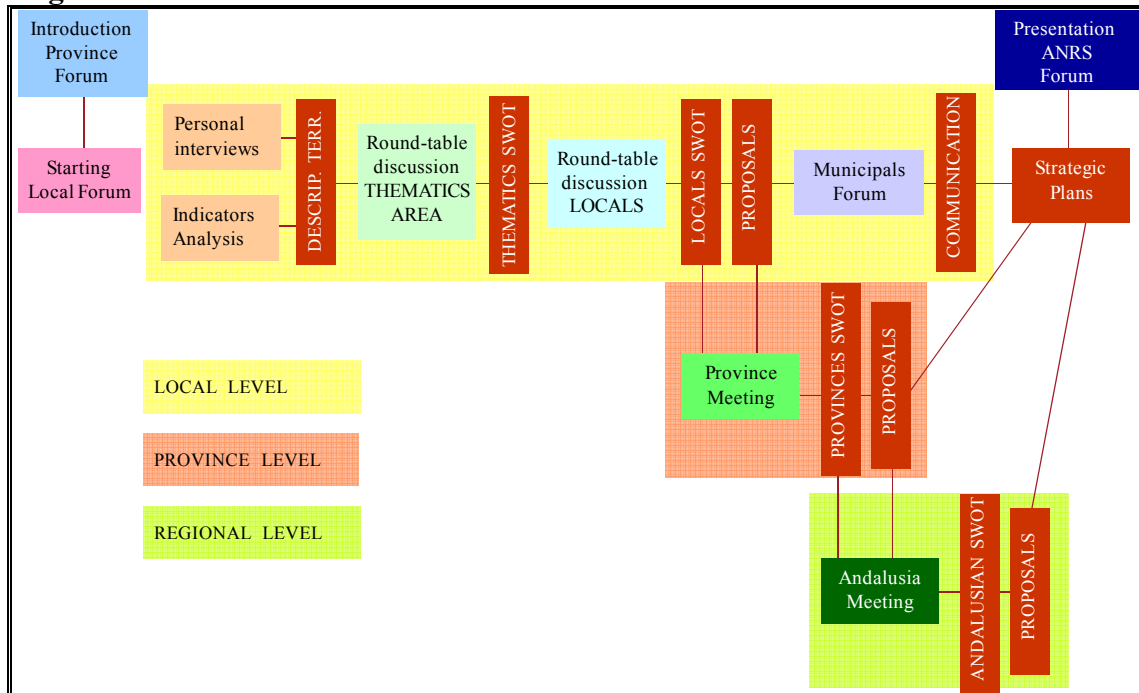 Introduction
Province
Forum
Presentation
ANRS
Forum
Starting
Local Forum
Personal
interviews
Indicators
Analysis
DESCRIP. TERR.
Round-table
discussion
THEMATICS
AREA
THEMATICS SWOT
Round-table
discussion
LOCALS
LOCALS SWOT
PROPOSALS
Municipals
Forum
COMMUNICATION
Strategic
Plans
Province
Meeting
PROVINCES SWOT
PROPOSALS
LOCAL LEVEL
PROVINCE LEVEL
REGIONAL LEVEL
Andalusia
Meeting
ANDALUSIAN SWOT
PROPOSALS